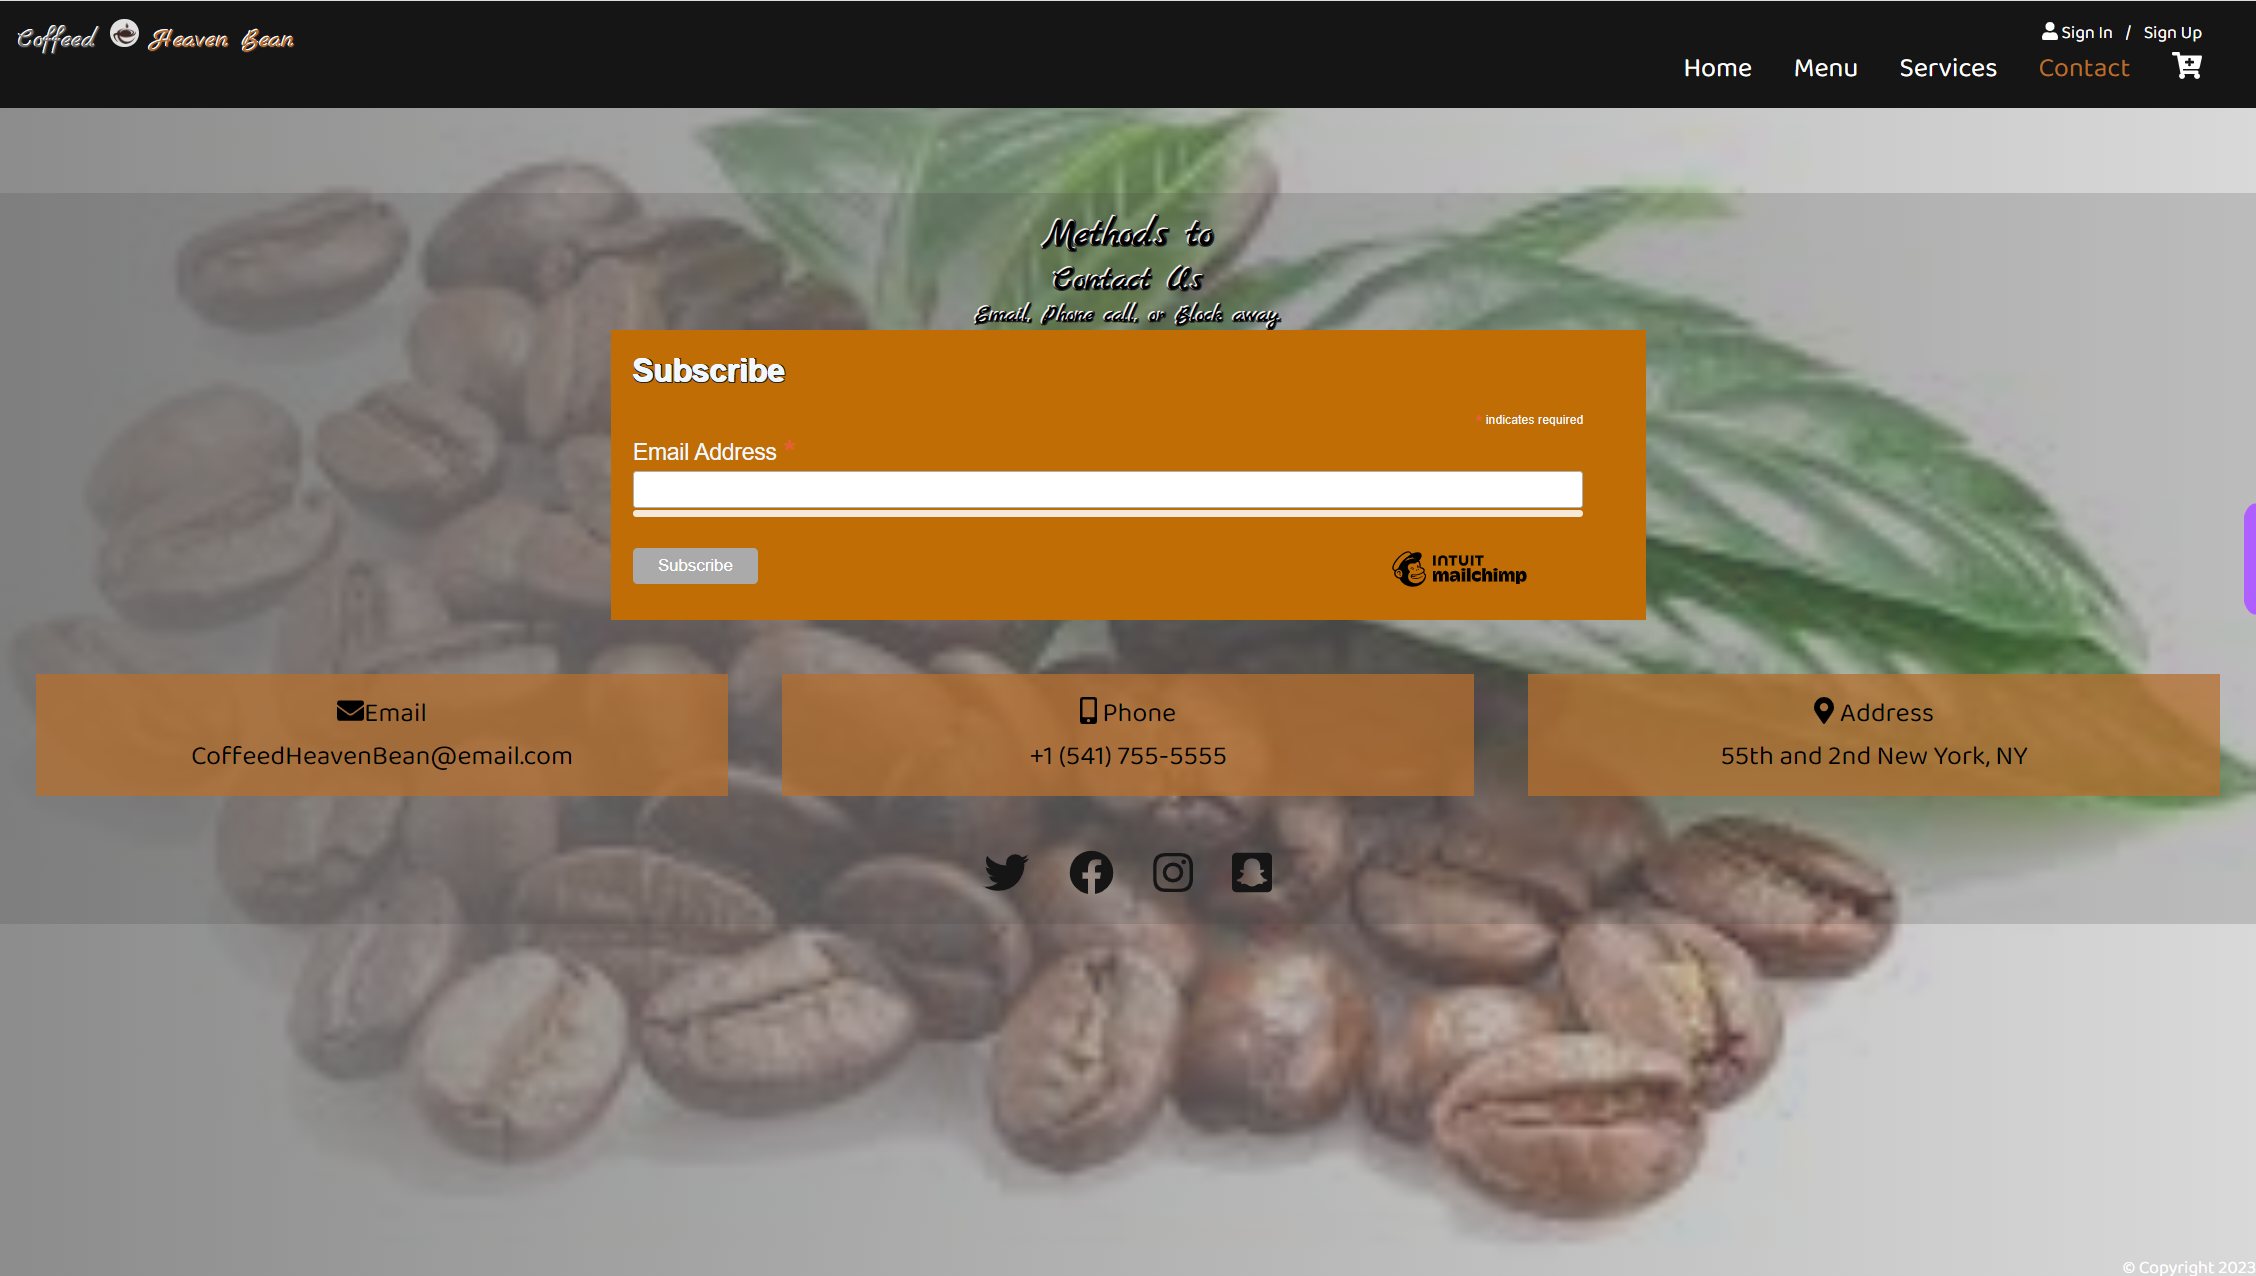 Coffeed Heaven Bean
Sign In / Sign Up
Home Menu Services Contact
Methods to
Contact Us
Email, Phone call, or Block away.
Subscribe
* indicates required
Email Address *
Subscribe
INTUIT
mailchimp
Email
CoffeedHeavenBean@email.com
Phone
+1 (541) 755-5555
Address
55th and 2nd New York, NY
© Copyright 2023